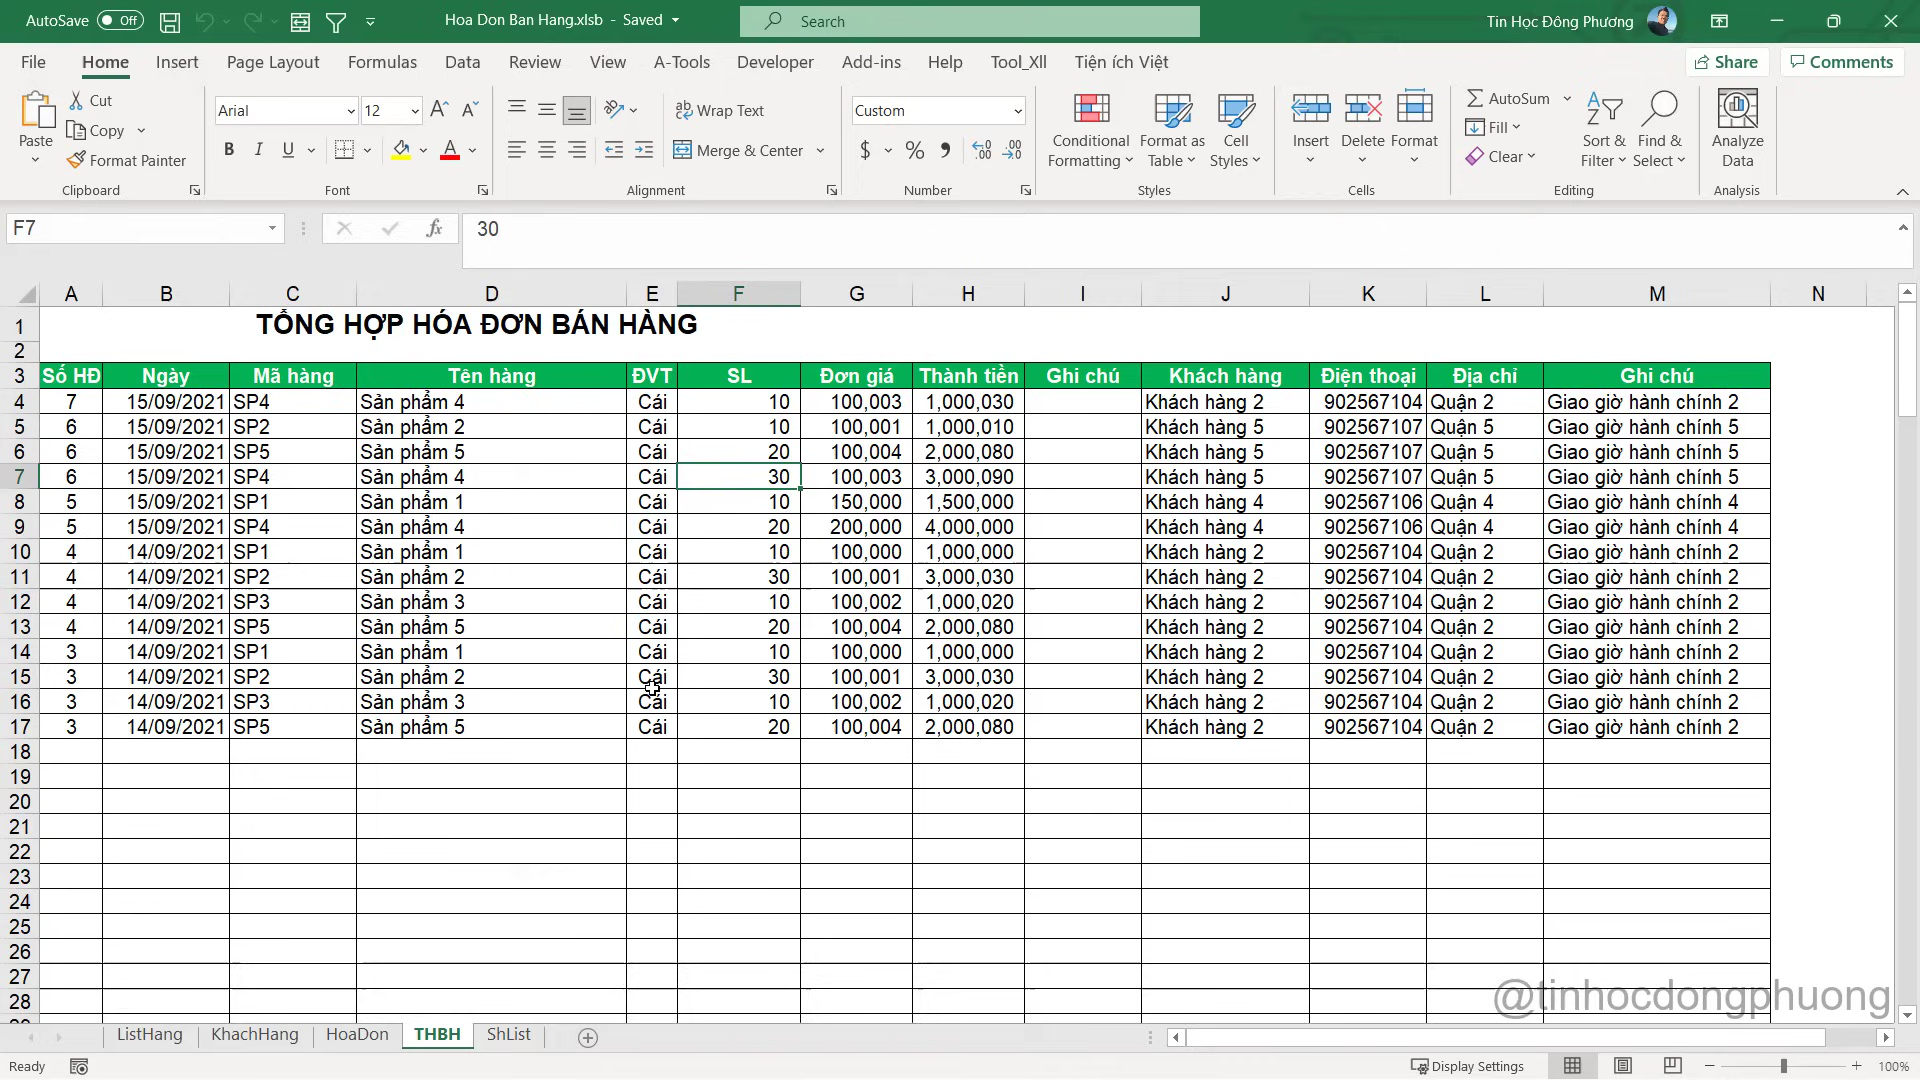 AutoSave Off Hoa Don Ban Hang.xlsb - Saved Search Tin Học Đông Phương
File Home Insert Page Layout Formulas Data Review View A-Tools Developer Add-ins Help Tool_Xll Tiện ích Việt Share Comments
Paste Cut Copy Format Painter Clipboard
Arial 12 B I U A Font
Wrap Text Merge & Center Alignment
Custom $ % Number
Conditional Formatting Format as Table Cell Styles Styles
Insert Delete Format Cells
AutoSum Fill Clear Sort & Filter Find & Select Editing
Analyze Data Analysis
F7 fx 30
A B C D E F G H I J K L M N
1 TỔNG HỢP HÓA ĐƠN BÁN HÀNG
2
3 Số HĐ Ngày Mã hàng Tên hàng ĐVT SL Đơn giá Thành tiền Ghi chú Khách hàng Điện thoại Địa chỉ Ghi chú
4 7 15/09/2021 SP4 Sản phẩm 4 Cái 10 100,003 1,000,030 Khách hàng 2 902567104 Quận 2 Giao giờ hành chính 2
5 6 15/09/2021 SP2 Sản phẩm 2 Cái 10 100,001 1,000,010 Khách hàng 5 902567107 Quận 5 Giao giờ hành chính 5
6 6 15/09/2021 SP5 Sản phẩm 5 Cái 20 100,004 2,000,080 Khách hàng 5 902567107 Quận 5 Giao giờ hành chính 5
7 6 15/09/2021 SP4 Sản phẩm 4 Cái 30 100,003 3,000,090 Khách hàng 5 902567107 Quận 5 Giao giờ hành chính 5
8 5 15/09/2021 SP1 Sản phẩm 1 Cái 10 150,000 1,500,000 Khách hàng 4 902567106 Quận 4 Giao giờ hành chính 4
9 5 15/09/2021 SP4 Sản phẩm 4 Cái 20 200,000 4,000,000 Khách hàng 4 902567106 Quận 4 Giao giờ hành chính 4
10 4 14/09/2021 SP1 Sản phẩm 1 Cái 10 100,000 1,000,000 Khách hàng 2 902567104 Quận 2 Giao giờ hành chính 2
11 4 14/09/2021 SP2 Sản phẩm 2 Cái 30 100,001 3,000,030 Khách hàng 2 902567104 Quận 2 Giao giờ hành chính 2
12 4 14/09/2021 SP3 Sản phẩm 3 Cái 10 100,002 1,000,020 Khách hàng 2 902567104 Quận 2 Giao giờ hành chính 2
13 4 14/09/2021 SP5 Sản phẩm 5 Cái 20 100,004 2,000,080 Khách hàng 2 902567104 Quận 2 Giao giờ hành chính 2
14 3 14/09/2021 SP1 Sản phẩm 1 Cái 10 100,000 1,000,000 Khách hàng 2 902567104 Quận 2 Giao giờ hành chính 2
15 3 14/09/2021 SP2 Sản phẩm 2 Cái 30 100,001 3,000,030 Khách hàng 2 902567104 Quận 2 Giao giờ hành chính 2
16 3 14/09/2021 SP3 Sản phẩm 3 Cái 10 100,002 1,000,020 Khách hàng 2 902567104 Quận 2 Giao giờ hành chính 2
17 3 14/09/2021 SP5 Sản phẩm 5 Cái 20 100,004 2,000,080 Khách hàng 2 902567104 Quận 2 Giao giờ hành chính 2
18
19
20
21
22
23
24
25
26
27
28
@tinhocdongphuong
ListHang KhachHang HoaDon THBH ShList
Ready Display Settings 100%